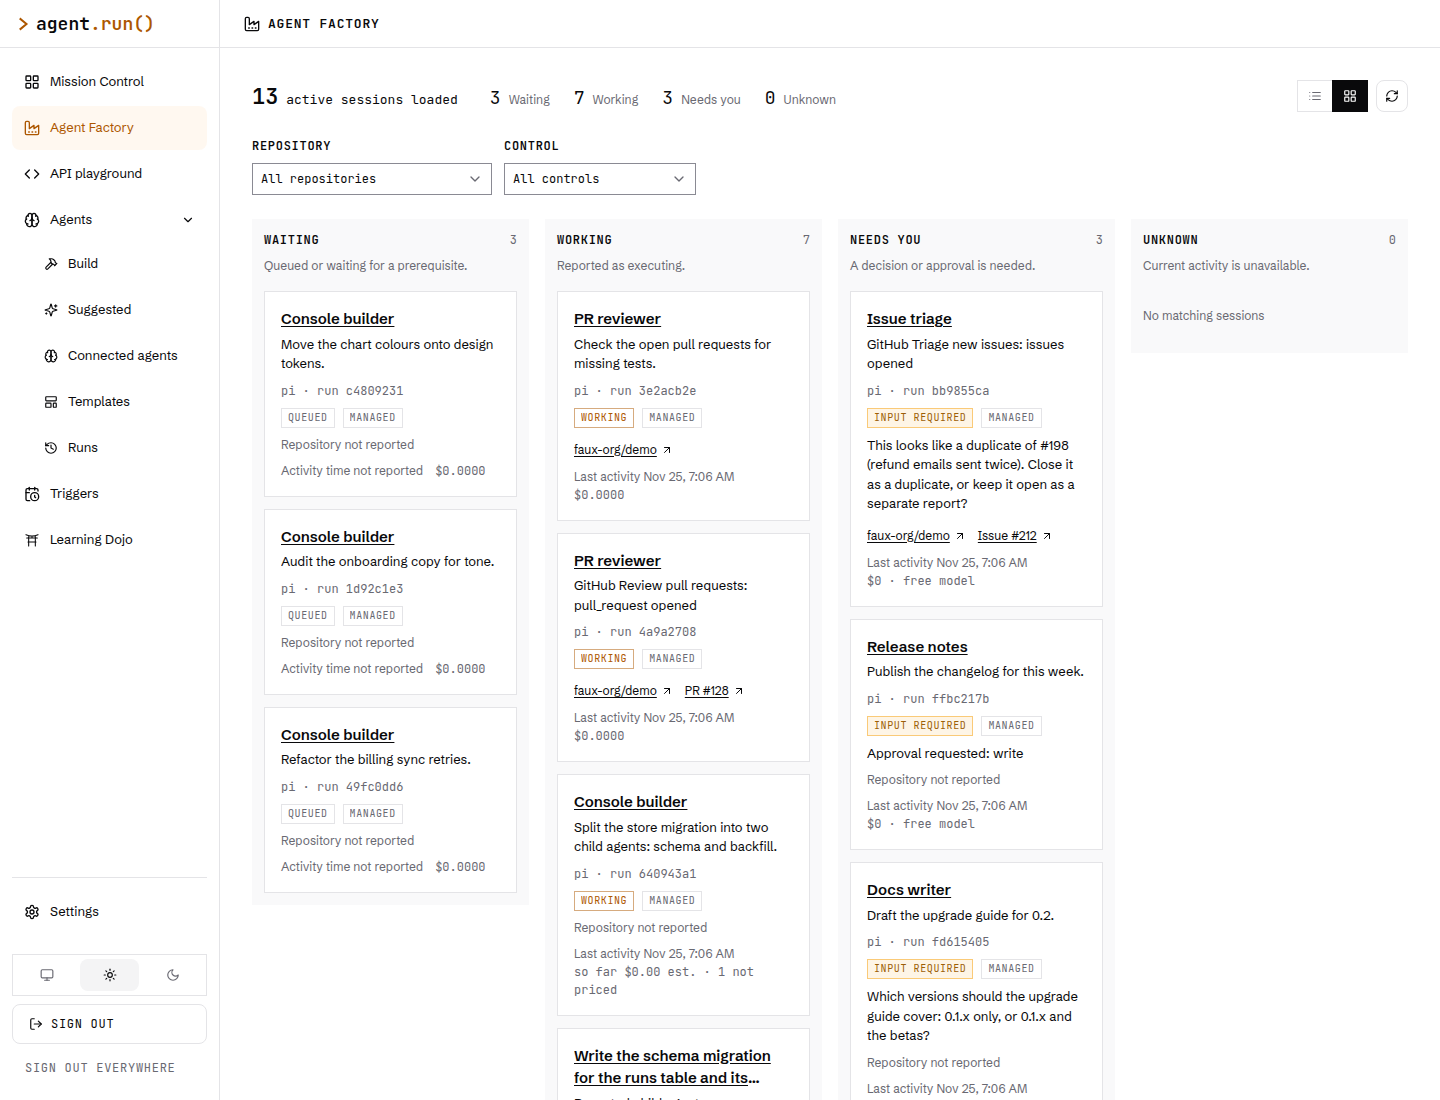 agent.run()
AGENT FACTORY
Mission Control
Agent Factory
API playground
Agents
Build
Suggested
Connected agents
Templates
Runs
Triggers
Learning Dojo
Settings
SIGN OUT
SIGN OUT EVERYWHERE
13 active sessions loaded 3 Waiting 7 Working 3 Needs you 0 Unknown
REPOSITORY CONTROL
All repositories All controls
WAITING 3
Queued or waiting for a prerequisite.
Console builder
Move the chart colours onto design
tokens.
pi · run c4809231
QUEUED MANAGED
Repository not reported
Activity time not reported $0.0000
Console builder
Audit the onboarding copy for tone.
pi · run 1d92c1e3
QUEUED MANAGED
Repository not reported
Activity time not reported $0.0000
Console builder
Refactor the billing sync retries.
pi · run 49fc0dd6
QUEUED MANAGED
Repository not reported
Activity time not reported $0.0000
WORKING 7
Reported as executing.
PR reviewer
Check the open pull requests for
missing tests.
pi · run 3e2acb2e
WORKING MANAGED
faux-org/demo
Last activity Nov 25, 7:06 AM
$0.0000
PR reviewer
GitHub Review pull requests:
pull_request opened
pi · run 4a9a2708
WORKING MANAGED
faux-org/demo PR #128
Last activity Nov 25, 7:06 AM
$0.0000
Console builder
Split the store migration into two
child agents: schema and backfill.
pi · run 640943a1
WORKING MANAGED
Repository not reported
Last activity Nov 25, 7:06 AM
so far $0.00 est. · 1 not
priced
Write the schema migration
for the runs table and its…
NEEDS YOU 3
A decision or approval is needed.
Issue triage
GitHub Triage new issues: issues
opened
pi · run bb9855ca
INPUT REQUIRED MANAGED
This looks like a duplicate of #198
(refund emails sent twice). Close it
as a duplicate, or keep it open as a
separate report?
faux-org/demo Issue #212
Last activity Nov 25, 7:06 AM
$0 · free model
Release notes
Publish the changelog for this week.
pi · run ffbc217b
INPUT REQUIRED MANAGED
Approval requested: write
Repository not reported
Last activity Nov 25, 7:06 AM
$0 · free model
Docs writer
Draft the upgrade guide for 0.2.
pi · run fd615405
INPUT REQUIRED MANAGED
Which versions should the upgrade
guide cover: 0.1.x only, or 0.1.x and
the betas?
Repository not reported
Last activity Nov 25, 7:06 AM
UNKNOWN 0
Current activity is unavailable.
No matching sessions